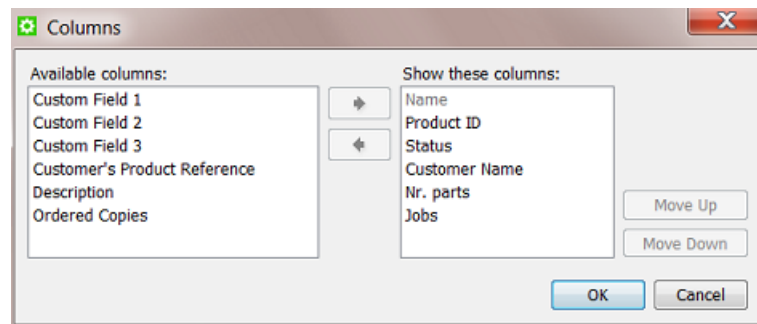 Columns
Available columns:
Custom Field 1
Custom Field 2
Custom Field 3
Customer's Product Reference
Description
Ordered Copies
Show these columns:
Name
Product ID
Status
Customer Name
Nr. parts
Jobs
Move Up
Move Down
OK
Cancel